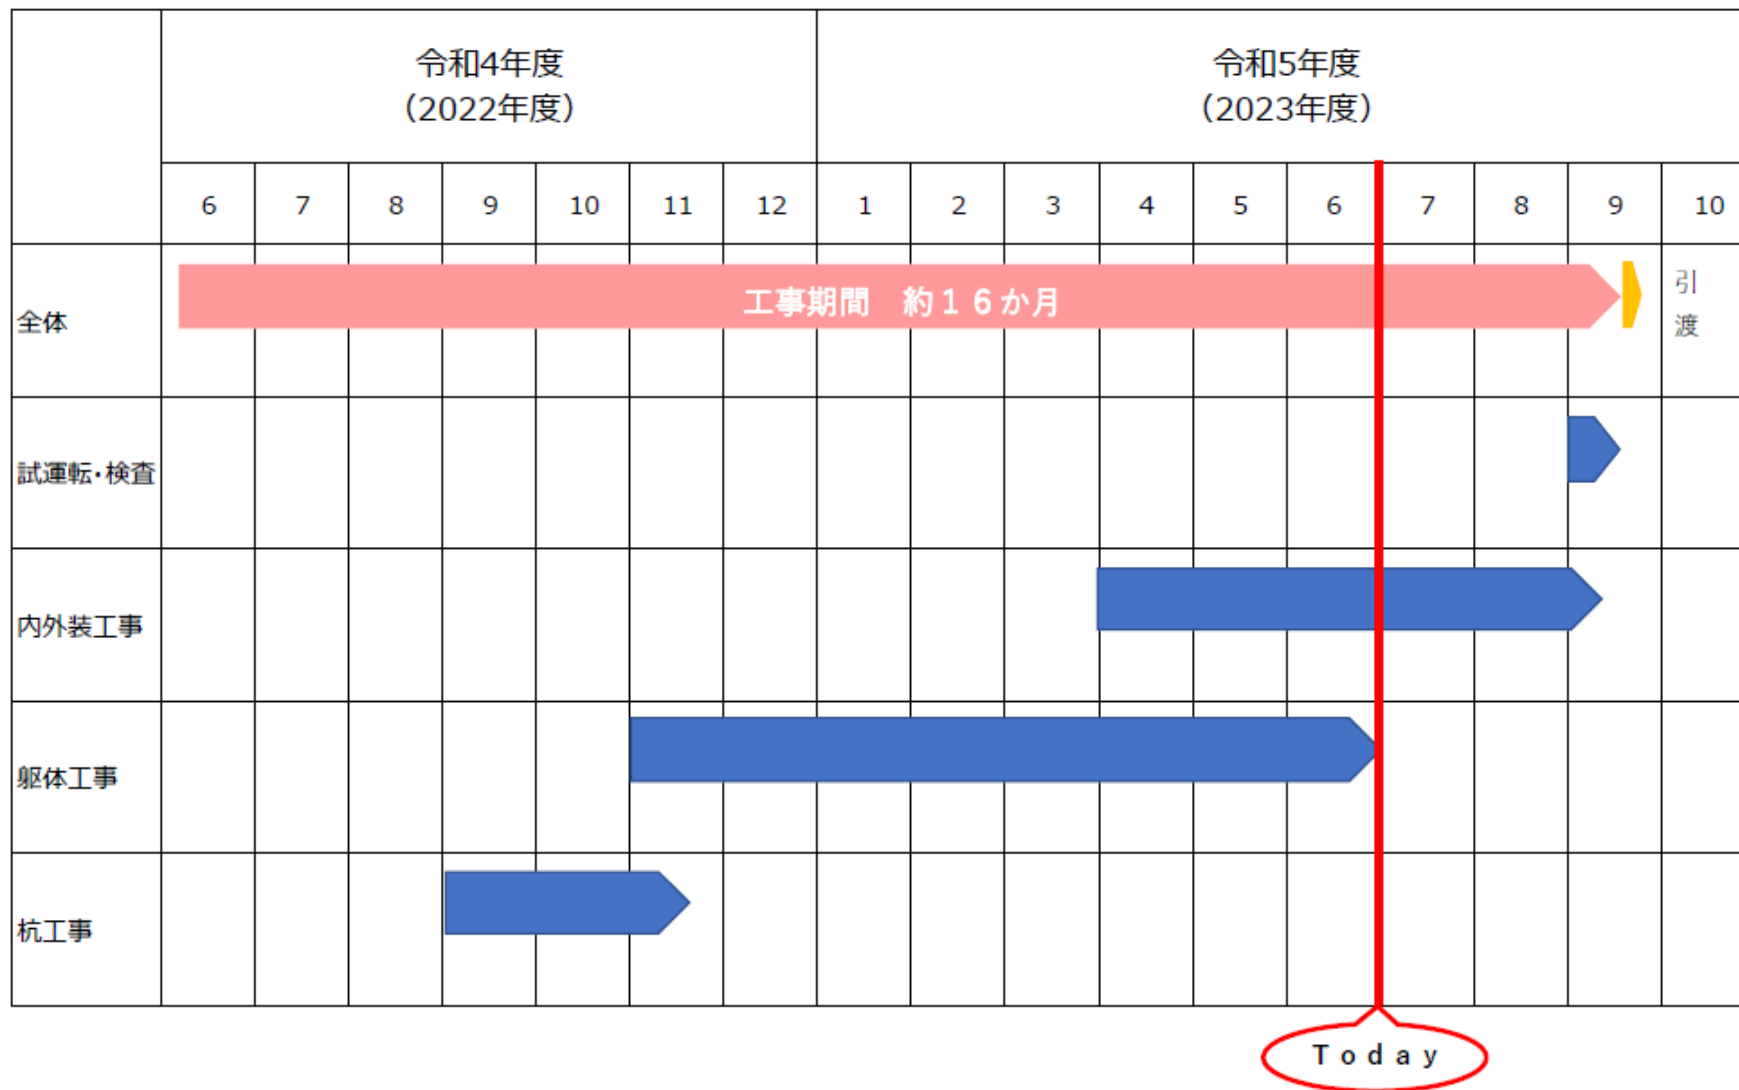 令和4年度
（2022年度）
令和5年度
（2023年度）
6 7 8 9 10 11 12 1 2 3 4 5 6 7 8 9 10
全体
工事期間　約１６か月
引
渡
試運転・検査
内外装工事
躯体工事
杭工事
Ｔｏｄａｙ